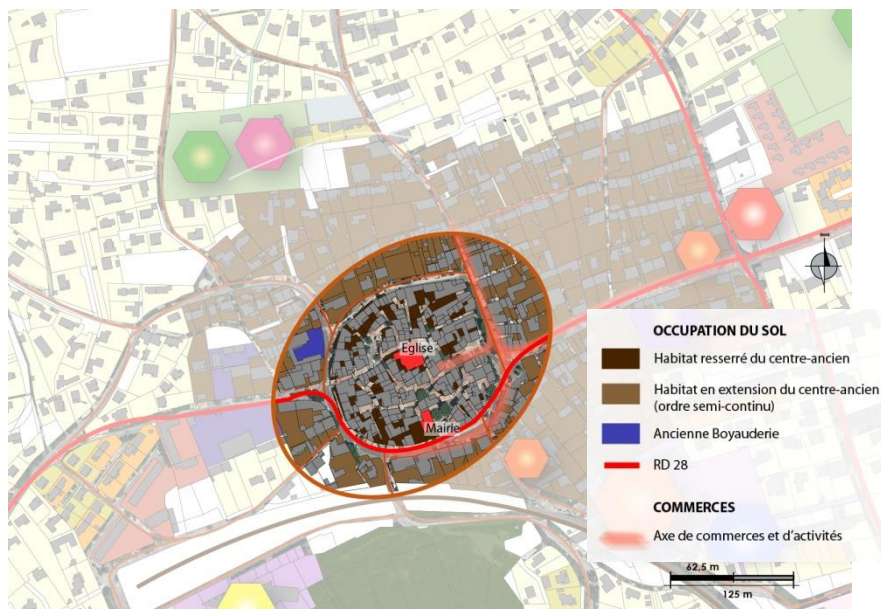 Eglise
Mairie
OCCUPATION DU SOL
Habitat resserré du centre-ancien
Habitat en extension du centre-ancien
(ordre semi-continu)
Ancienne Boyauderie
RD 28
COMMERCES
Axe de commerces et d'activités
62,5 m
125 m